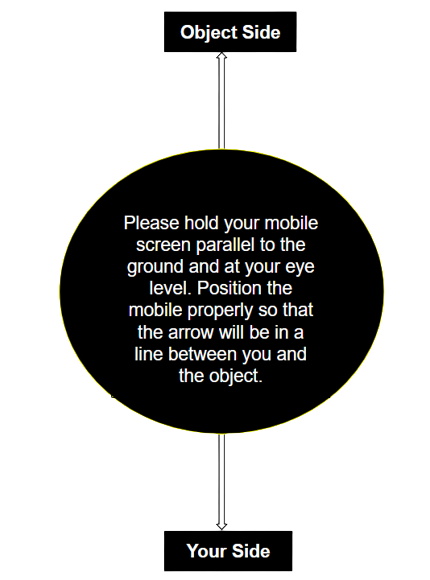 Object Side
Please hold your mobile
screen parallel to the
ground and at your eye
level. Position the
mobile properly so that
the arrow will be in a
line between you and
the object.
Your Side